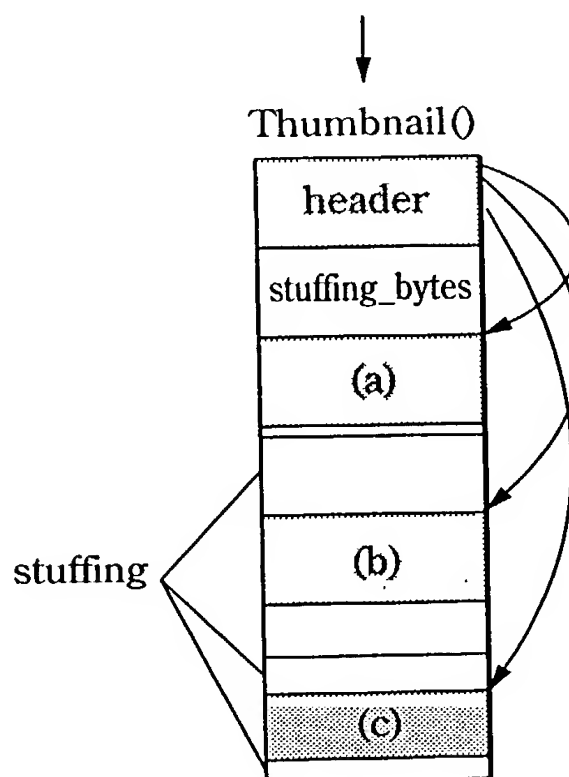 Thumbnail()
header
stuffing_bytes
(a)
stuffing
(b)
(c)